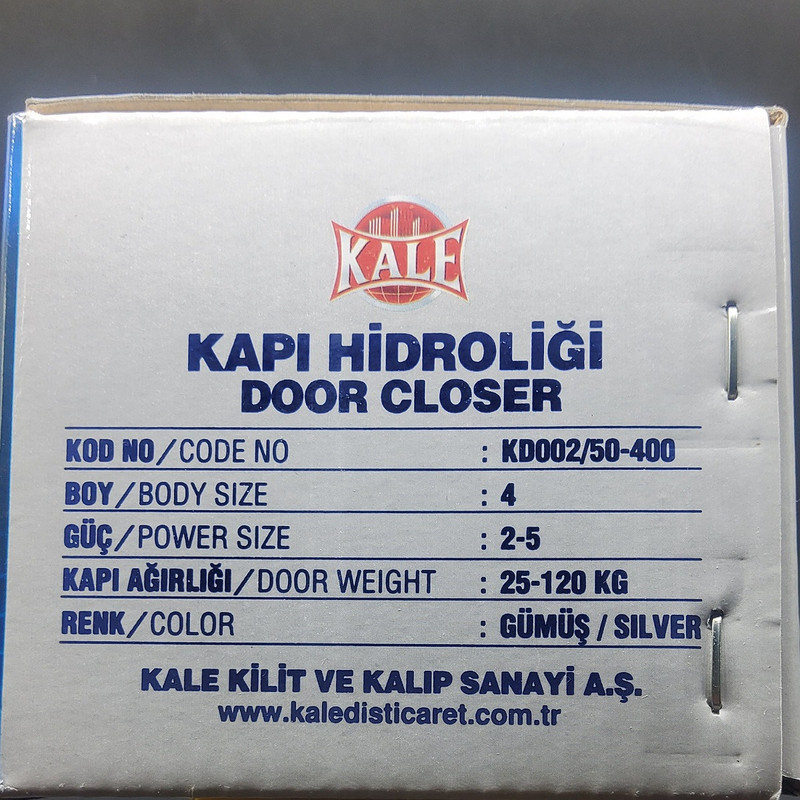 KALE
KAPI HİDROLİĞİ
DOOR CLOSER
KOD NO/CODE NO : KD002/50-400
BOY/BODY SIZE : 4
GÜÇ/POWER SIZE : 2-5
KAPI AĞIRLIĞI/DOOR WEIGHT : 25-120 KG
RENK/COLOR : GÜMÜŞ / SILVER
KALE KİLİT VE KALIP SANAYİ A.Ş.
www.kaledisticaret.com.tr